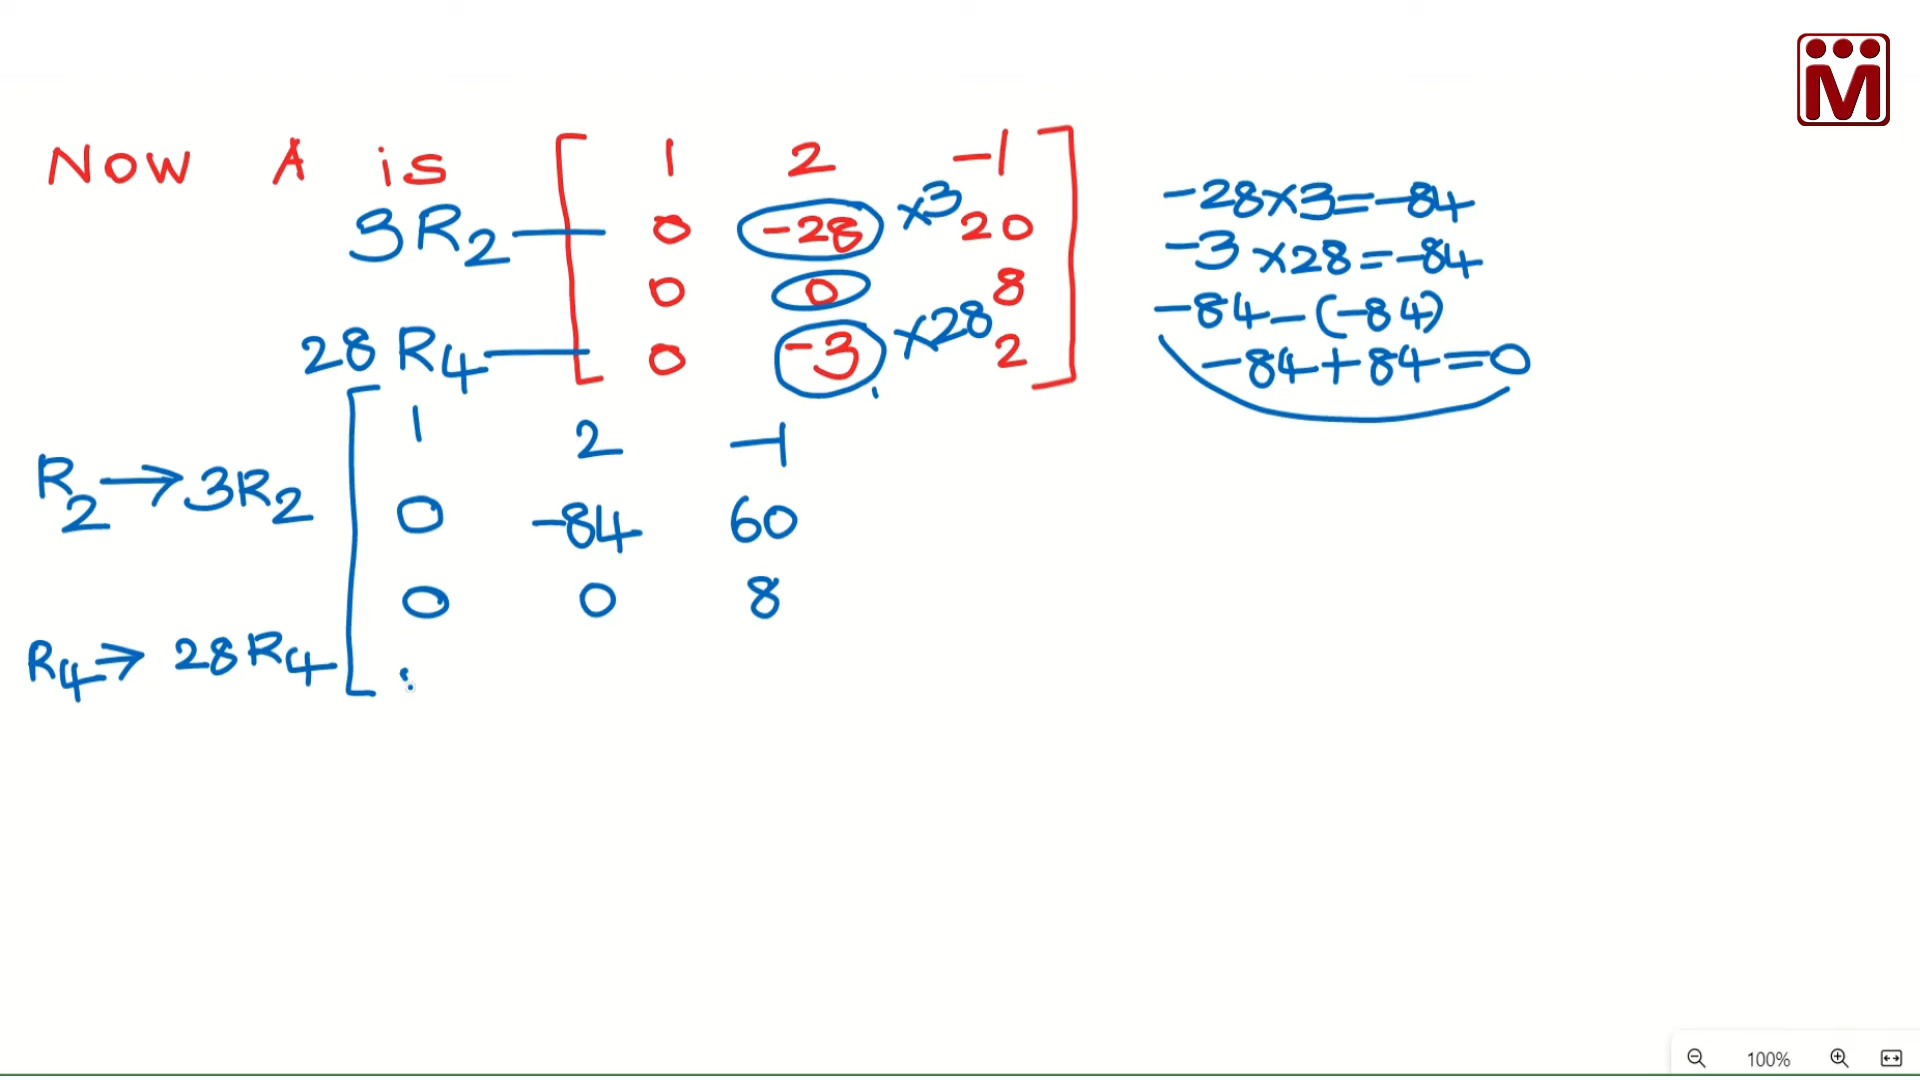 Now A is [ 1 2 -1 ]
3R2 — 0 -28 ×3 20
0 0 8
28 R4 — 0 -3 ×28 2
-28×3=-84
-3×28=-84
-84-(-84)
-84+84=0
[ 1 2 -1
R2→3R2 0 -84 60
0 0 8
R4→ 28R4
M
100%